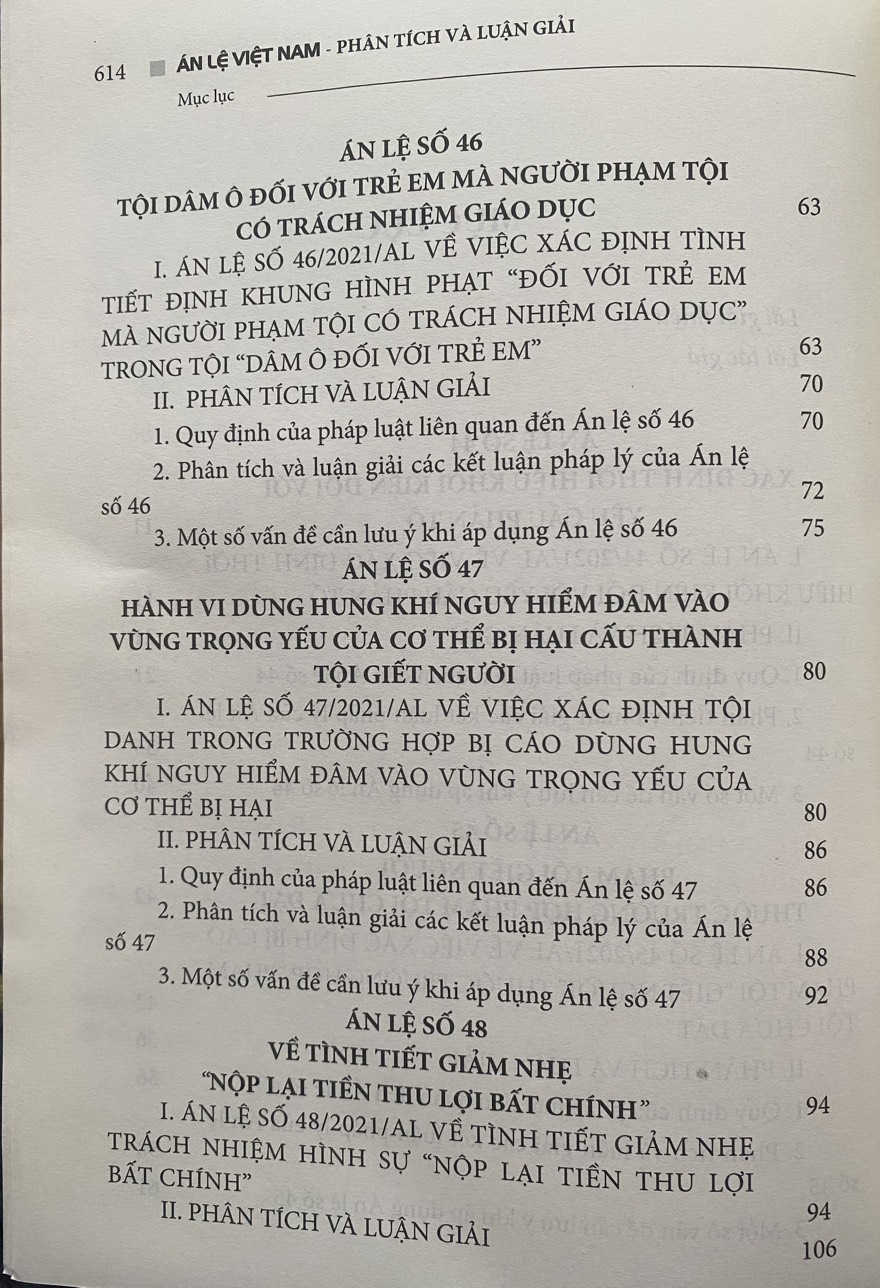 614 ÁN LỆ VIỆT NAM - PHÂN TÍCH VÀ LUẬN GIẢI
Mục lục
ÁN LỆ SỐ 46
TỘI DÂM Ô ĐỐI VỚI TRẺ EM MÀ NGƯỜI PHẠM TỘI
CÓ TRÁCH NHIỆM GIÁO DỤC 63
I. ÁN LỆ SỐ 46/2021/AL VỀ VIỆC XÁC ĐỊNH TÌNH
TIẾT ĐỊNH KHUNG HÌNH PHẠT “ĐỐI VỚI TRẺ EM
MÀ NGƯỜI PHẠM TỘI CÓ TRÁCH NHIỆM GIÁO DỤC”
TRONG TỘI “DÂM Ô ĐỐI VỚI TRẺ EM” 63
II. PHÂN TÍCH VÀ LUẬN GIẢI 70
1. Quy định của pháp luật liên quan đến Án lệ số 46 70
2. Phân tích và luận giải các kết luận pháp lý của Án lệ
số 46 72
3. Một số vấn đề cần lưu ý khi áp dụng Án lệ số 46 75
ÁN LỆ SỐ 47
HÀNH VI DÙNG HUNG KHÍ NGUY HIỂM ĐÂM VÀO
VÙNG TRỌNG YẾU CỦA CƠ THỂ BỊ HẠI CẤU THÀNH
TỘI GIẾT NGƯỜI 80
I. ÁN LỆ SỐ 47/2021/AL VỀ VIỆC XÁC ĐỊNH TỘI
DANH TRONG TRƯỜNG HỢP BỊ CÁO DÙNG HUNG
KHÍ NGUY HIỂM ĐÂM VÀO VÙNG TRỌNG YẾU CỦA
CƠ THỂ BỊ HẠI 80
II. PHÂN TÍCH VÀ LUẬN GIẢI 86
1. Quy định của pháp luật liên quan đến Án lệ số 47 86
2. Phân tích và luận giải các kết luận pháp lý của Án lệ
số 47 88
3. Một số vấn đề cần lưu ý khi áp dụng Án lệ số 47 92
ÁN LỆ SỐ 48
VỀ TÌNH TIẾT GIẢM NHẸ
“NỘP LẠI TIỀN THU LỢI BẤT CHÍNH” 94
I. ÁN LỆ SỐ 48/2021/AL VỀ TÌNH TIẾT GIẢM NHẸ
TRÁCH NHIỆM HÌNH SỰ “NỘP LẠI TIỀN THU LỢI
BẤT CHÍNH” 94
II. PHÂN TÍCH VÀ LUẬN GIẢI 106